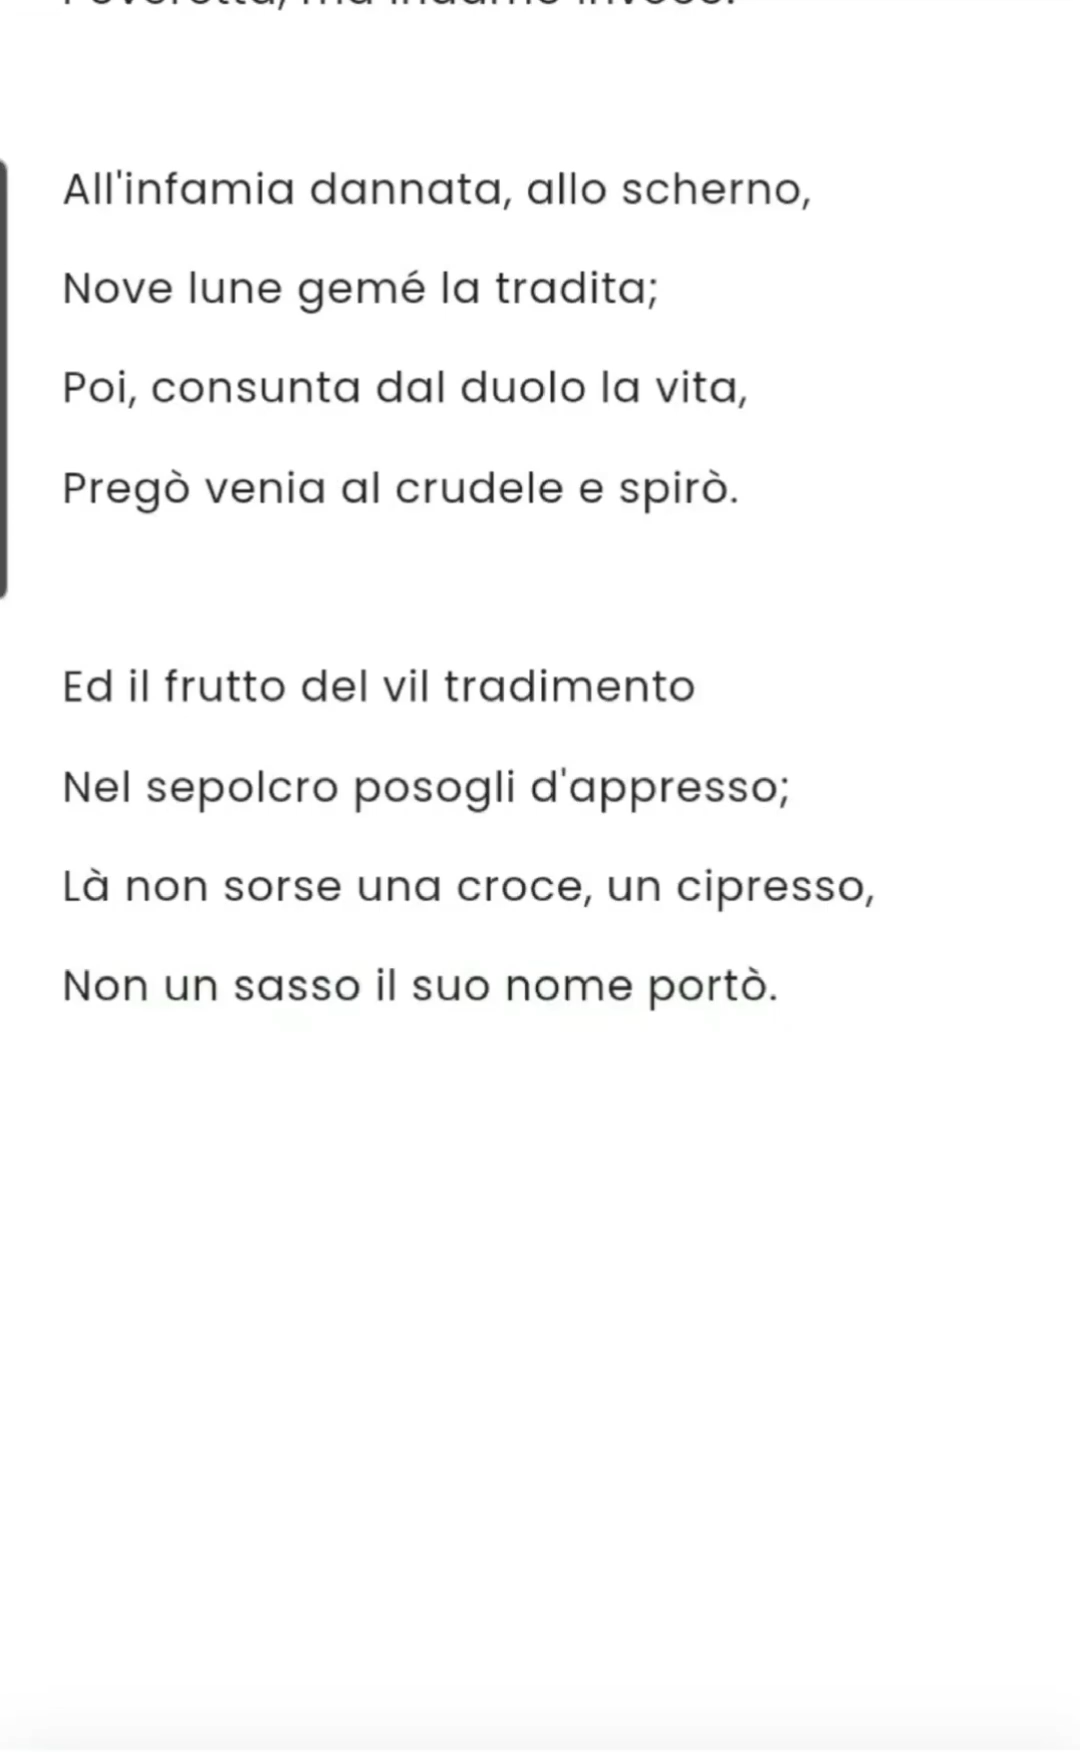 All'infamia dannata, allo scherno,
Nove lune gemé la tradita;
Poi, consunta dal duolo la vita,
Pregò venia al crudele e spirò.
Ed il frutto del vil tradimento
Nel sepolcro posogli d'appresso;
Là non sorse una croce, un cipresso,
Non un sasso il suo nome portò.